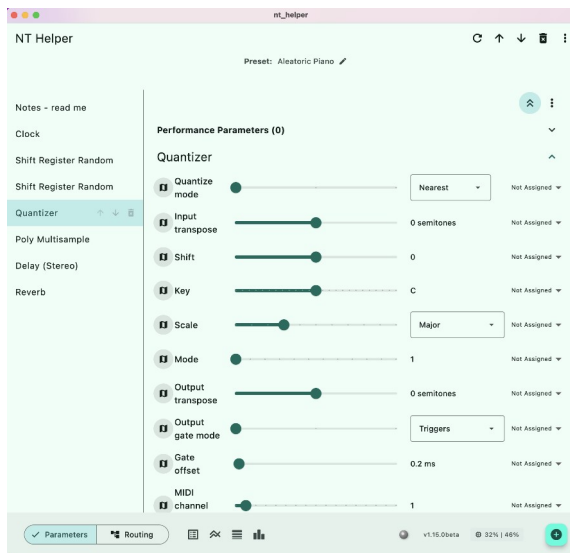 nt_helper
NT Helper
Preset: Aleatoric Piano
Notes - read me
Clock
Shift Register Random
Shift Register Random
Quantizer
Poly Multisample
Delay (Stereo)
Reverb
Performance Parameters (0)
Quantizer
Quantize
mode
Nearest
Not Assigned
Input
transpose
0 semitones
Not Assigned
Shift
0
Not Assigned
Key
C
Not Assigned
Scale
Major
Not Assigned
Mode
1
Not Assigned
Output
transpose
0 semitones
Not Assigned
Output
gate mode
Triggers
Not Assigned
Gate
offset
0.2 ms
Not Assigned
MIDI
channel
1
Not Assigned
Parameters
Routing
v1.15.0beta
32% | 46%